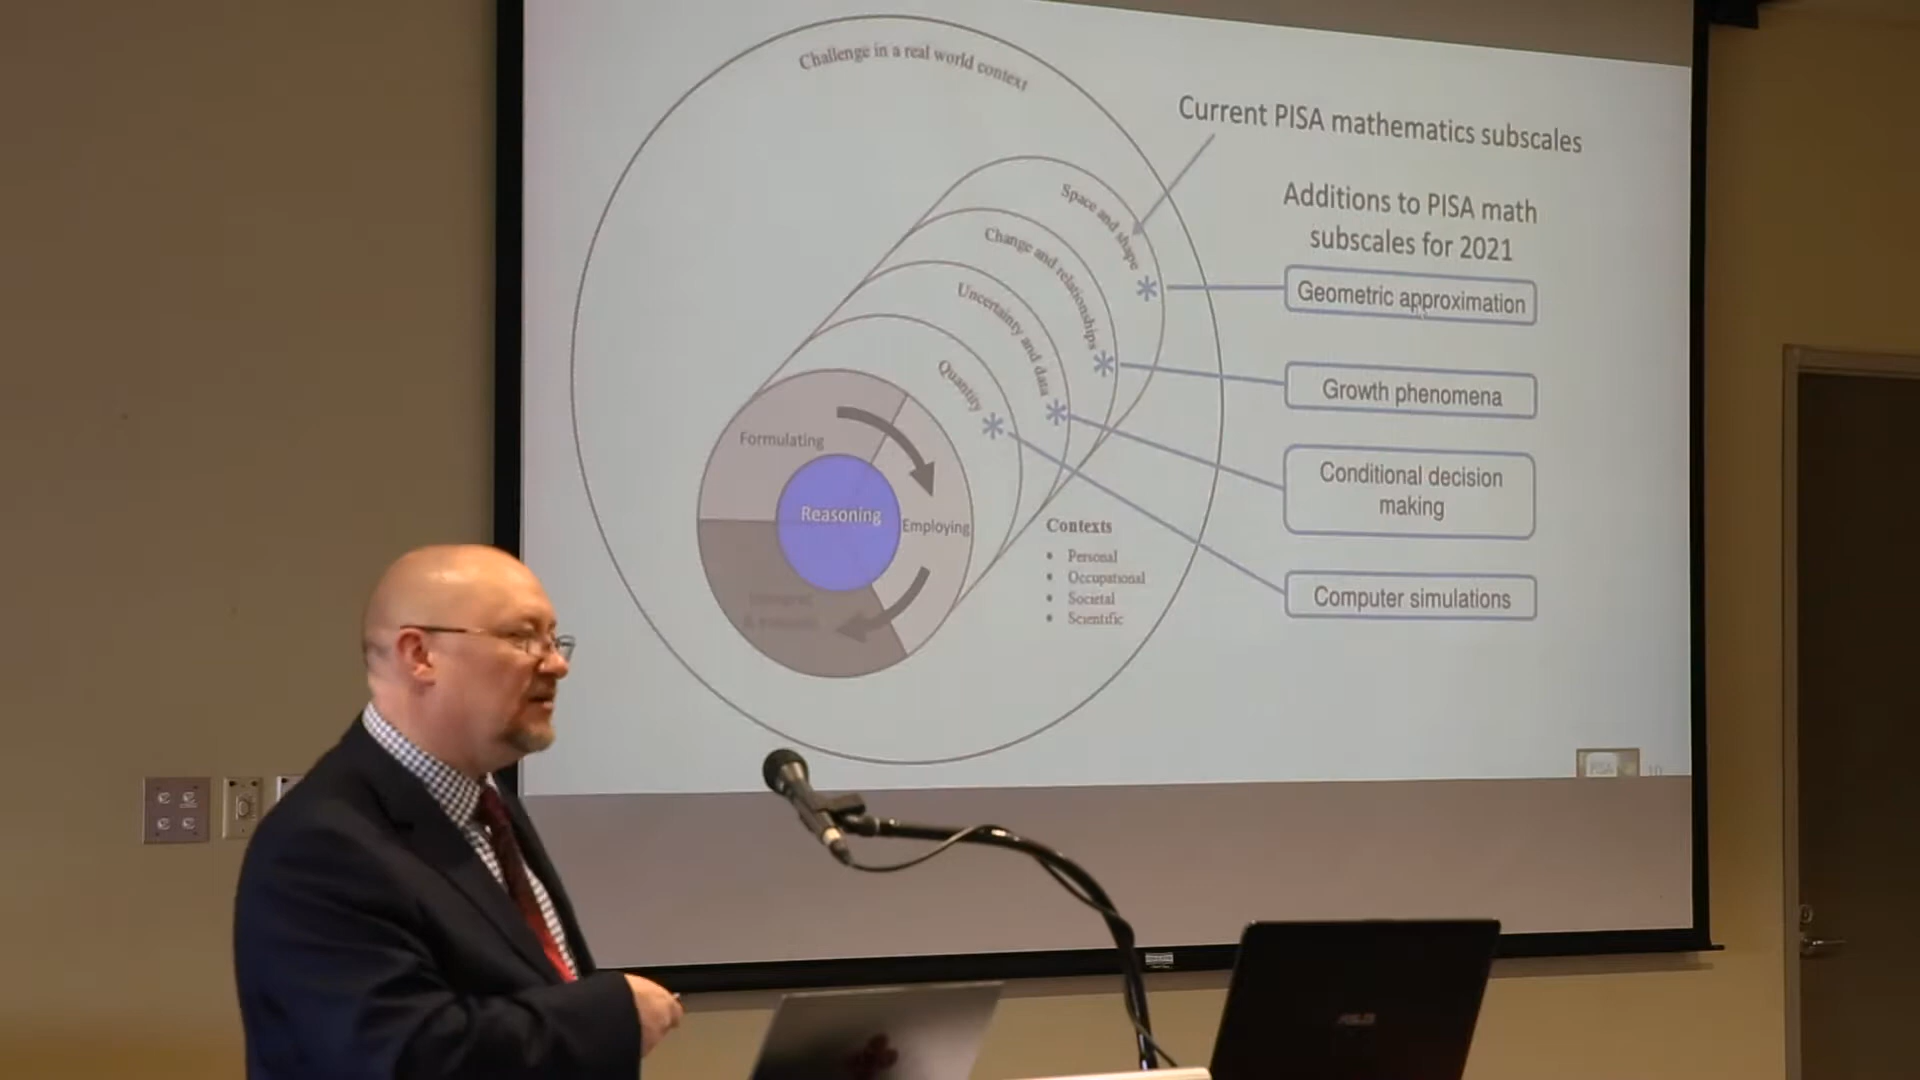 Challenge in a real world context
Current PISA mathematics subscales
Additions to PISA math
subscales for 2021
Space and shape
Change and relationships
Uncertainty and data
Quantity
Geometric approximation
Growth phenomena
Conditional decision
making
Computer simulations
Formulating
Reasoning
Employing
Contexts
• Personal
• Occupational
• Societal
• Scientific
PISA
10
ASUS